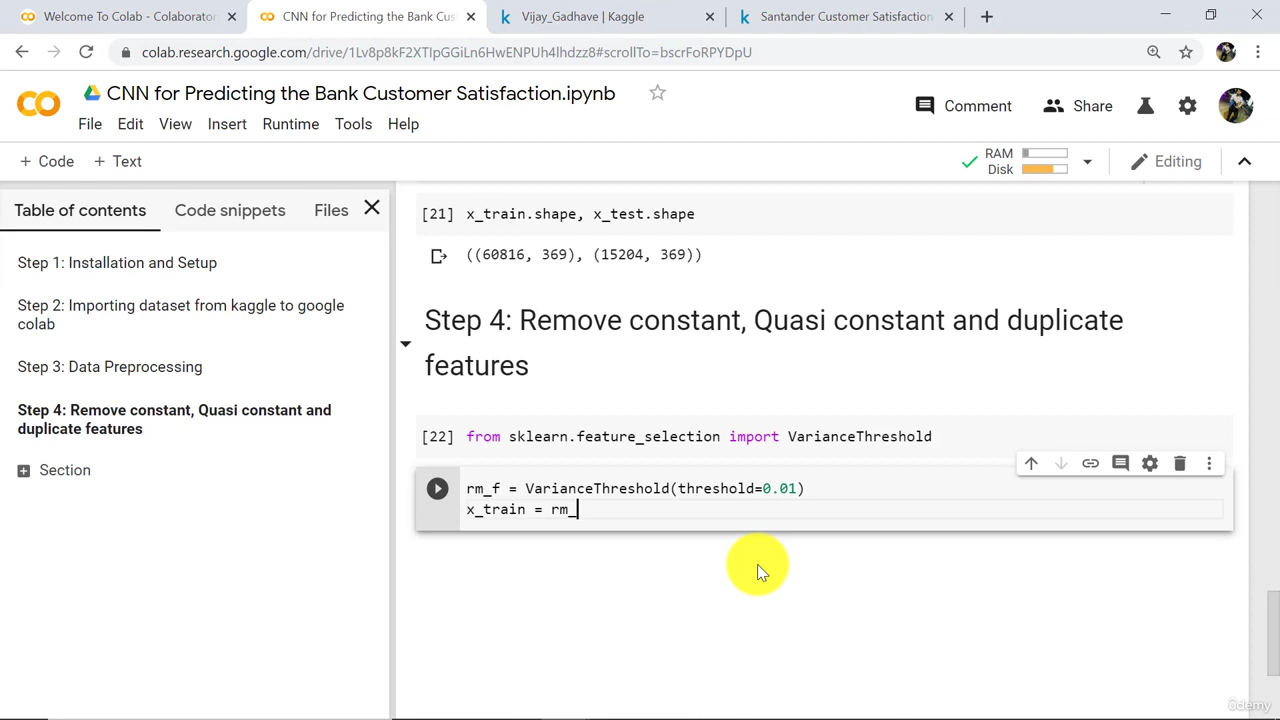 Welcome To Colab - Colaborator
CNN for Predicting the Bank Cust
Vijay_Gadhave | Kaggle
Santander Customer Satisfaction
colab.research.google.com/drive/1Lv8p8kF2XTIpGGiLn6HwENPUh4lhdzz8#scrollTo=bscrFoRPYDpU
CNN for Predicting the Bank Customer Satisfaction.ipynb
Comment
Share
File Edit View Insert Runtime Tools Help
+ Code + Text
RAM
Disk
Editing
Table of contents Code snippets Files
Step 1: Installation and Setup
Step 2: Importing dataset from kaggle to google
colab
Step 3: Data Preprocessing
Step 4: Remove constant, Quasi constant and
duplicate features
Section
[21] x_train.shape, x_test.shape
((60816, 369), (15204, 369))
Step 4: Remove constant, Quasi constant and duplicate
features
[22] from sklearn.feature_selection import VarianceThreshold
rm_f = VarianceThreshold(threshold=0.01)
x_train = rm_
ûdemy